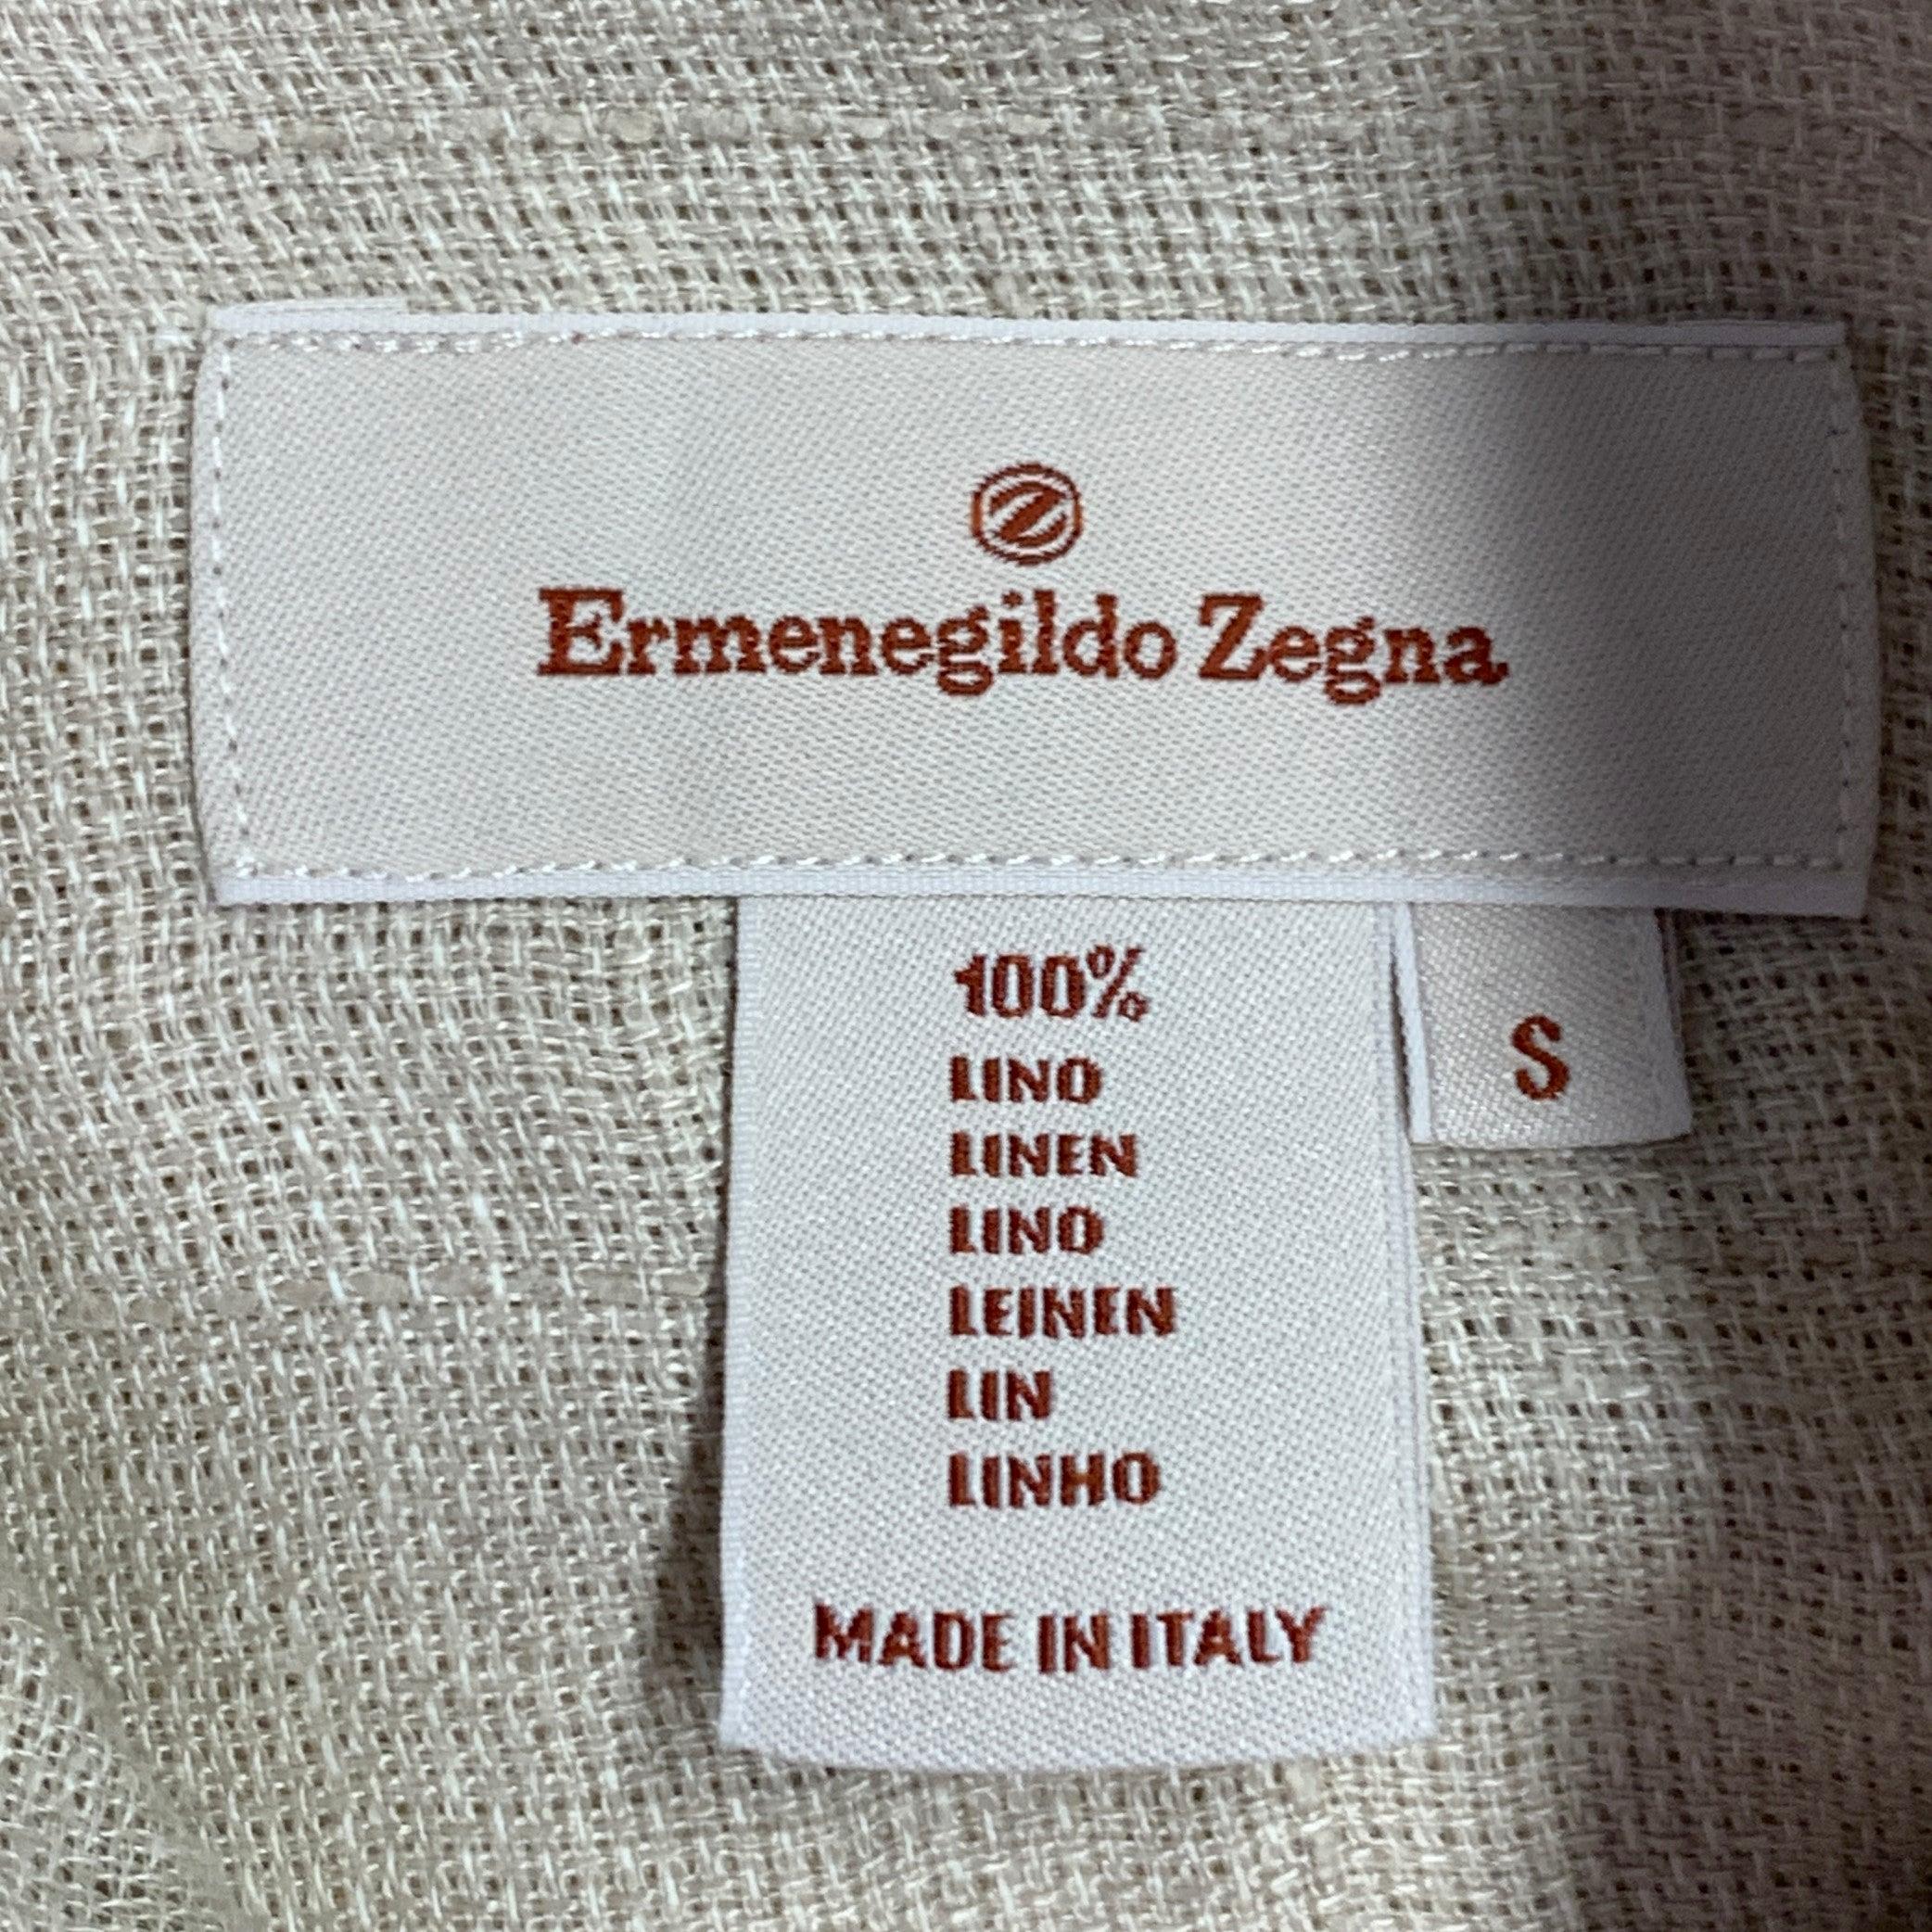 Z
Ermenegildo Zegna
100%
LINO
LINEN
LINO
LEINEN
LIN
LINHO
MADE IN ITALY
S